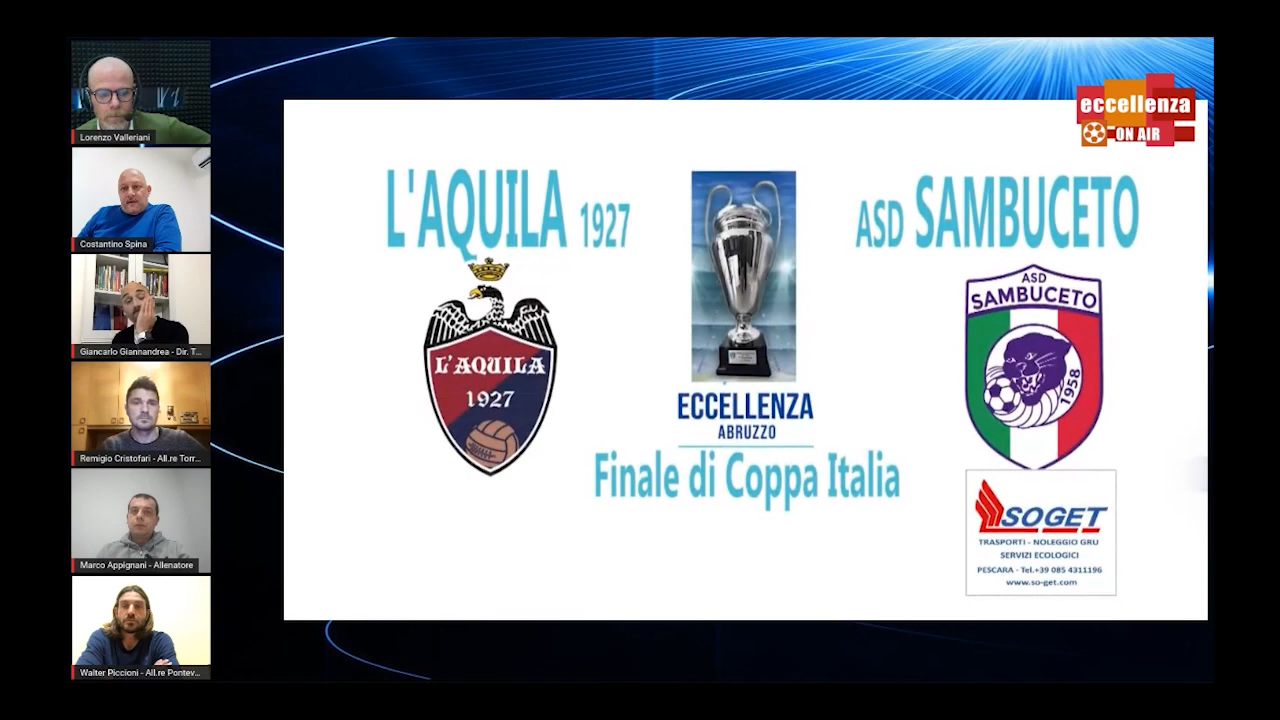 Lorenzo Valleriani
Costantino Spina
Giancarlo Giannandrea - Dir. T...
Remigio Cristofari - All.re Torr...
Marco Appignani - Allenatore
Walter Piccioni - All.re Pontev...
eccellenza
ON AIR
L'AQUILA 1927
ASD SAMBUCETO
L'AQUILA
1927
ECCELLENZA
ABRUZZO
Finale di Coppa Italia
ASD
SAMBUCETO
1958
SOGET
TRASPORTI - NOLEGGIO GRU
SERVIZI ECOLOGICI
PESCARA - Tel.+39 085 4311196
www.so-get.com